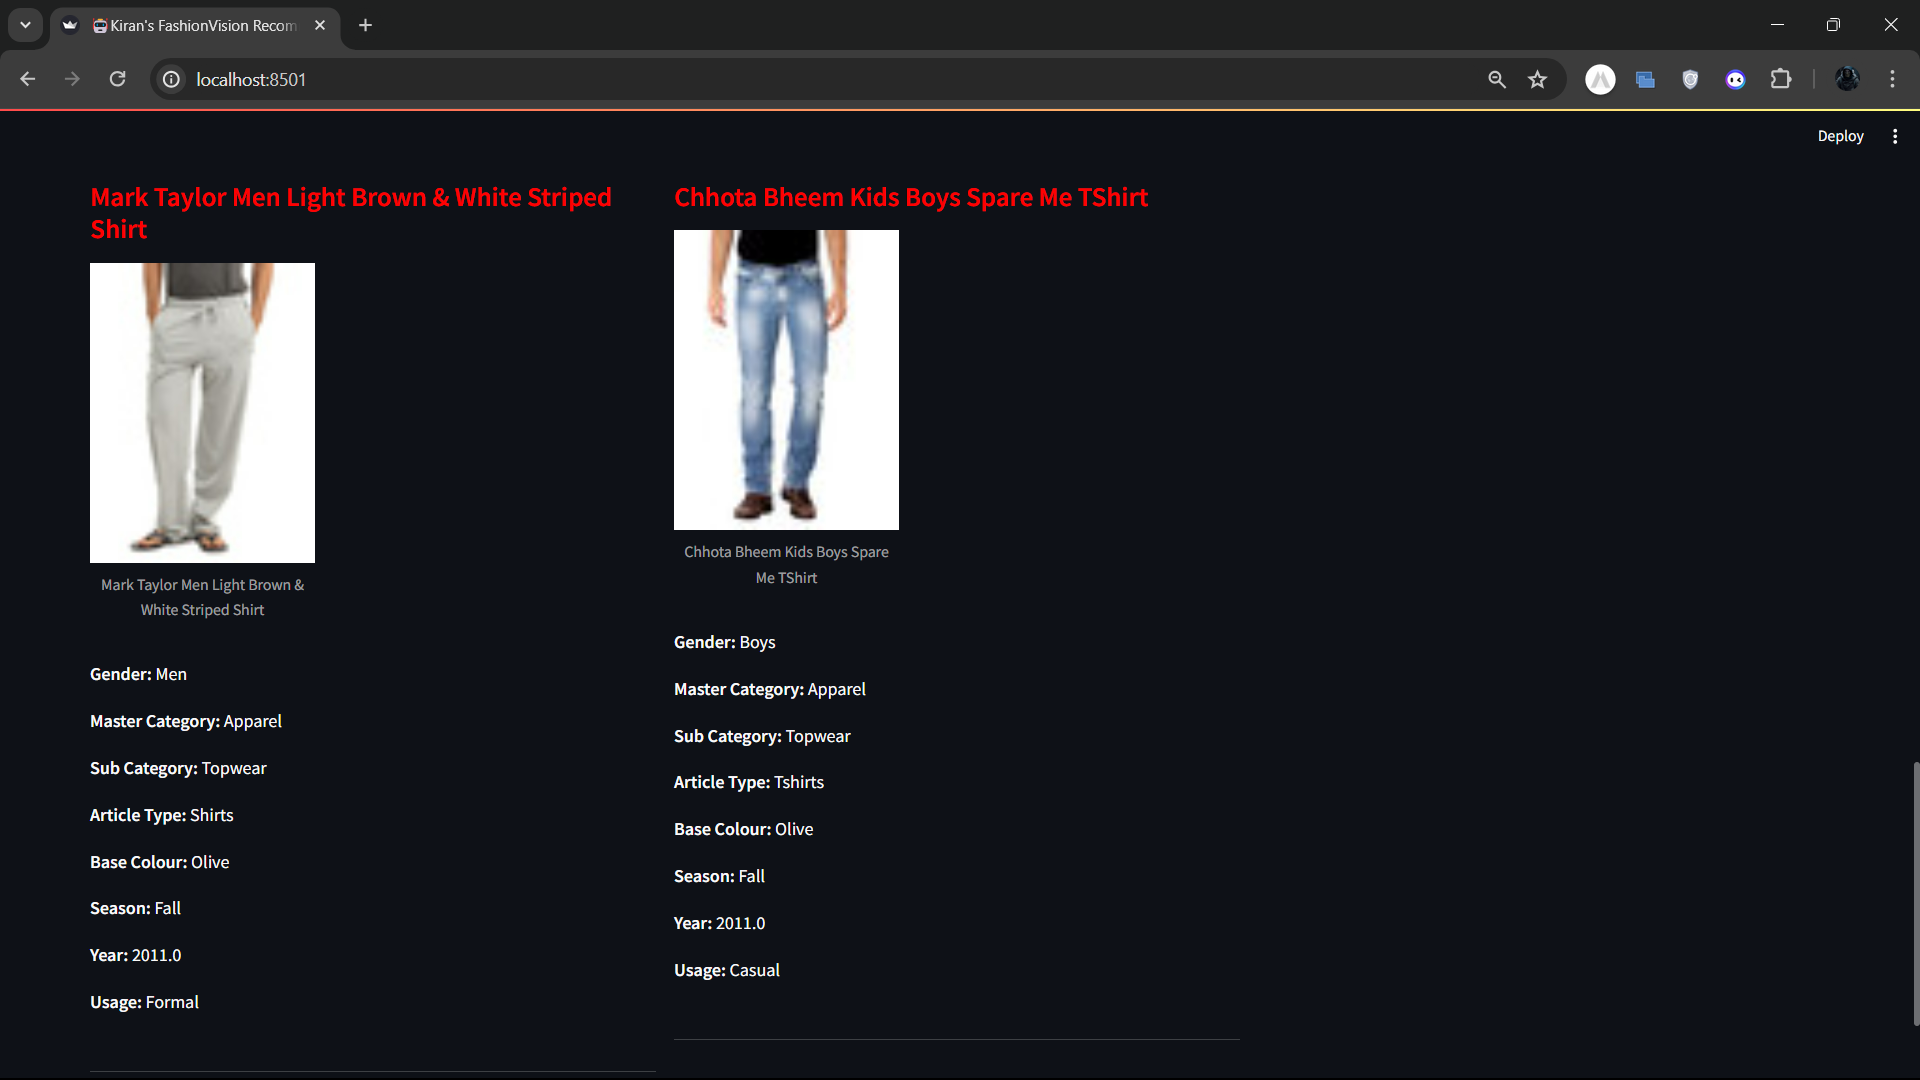 Kiran's FashionVision Recom
localhost:8501
Deploy
Mark Taylor Men Light Brown & White Striped
Shirt
Mark Taylor Men Light Brown &
White Striped Shirt
Gender: Men
Master Category: Apparel
Sub Category: Topwear
Article Type: Shirts
Base Colour: Olive
Season: Fall
Year: 2011.0
Usage: Formal
Chhota Bheem Kids Boys Spare Me TShirt
Chhota Bheem Kids Boys Spare
Me TShirt
Gender: Boys
Master Category: Apparel
Sub Category: Topwear
Article Type: Tshirts
Base Colour: Olive
Season: Fall
Year: 2011.0
Usage: Casual